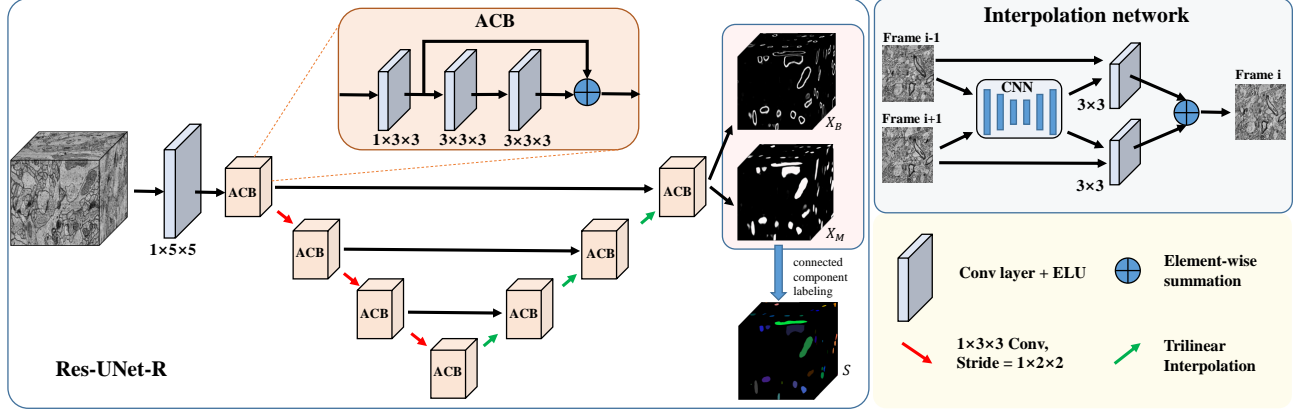 ACB
1×3×3
3×3×3
3×3×3
ACB
1×5×5
ACB
ACB
ACB
ACB
ACB
ACB
X_B
X_M
connected
component
labeling
S
Res-UNet-R
Interpolation network
Frame i-1
Frame i+1
CNN
3×3
3×3
Frame i
Conv layer + ELU
Element-wise
summation
1×3×3 Conv,
Stride = 1×2×2
Trilinear
Interpolation